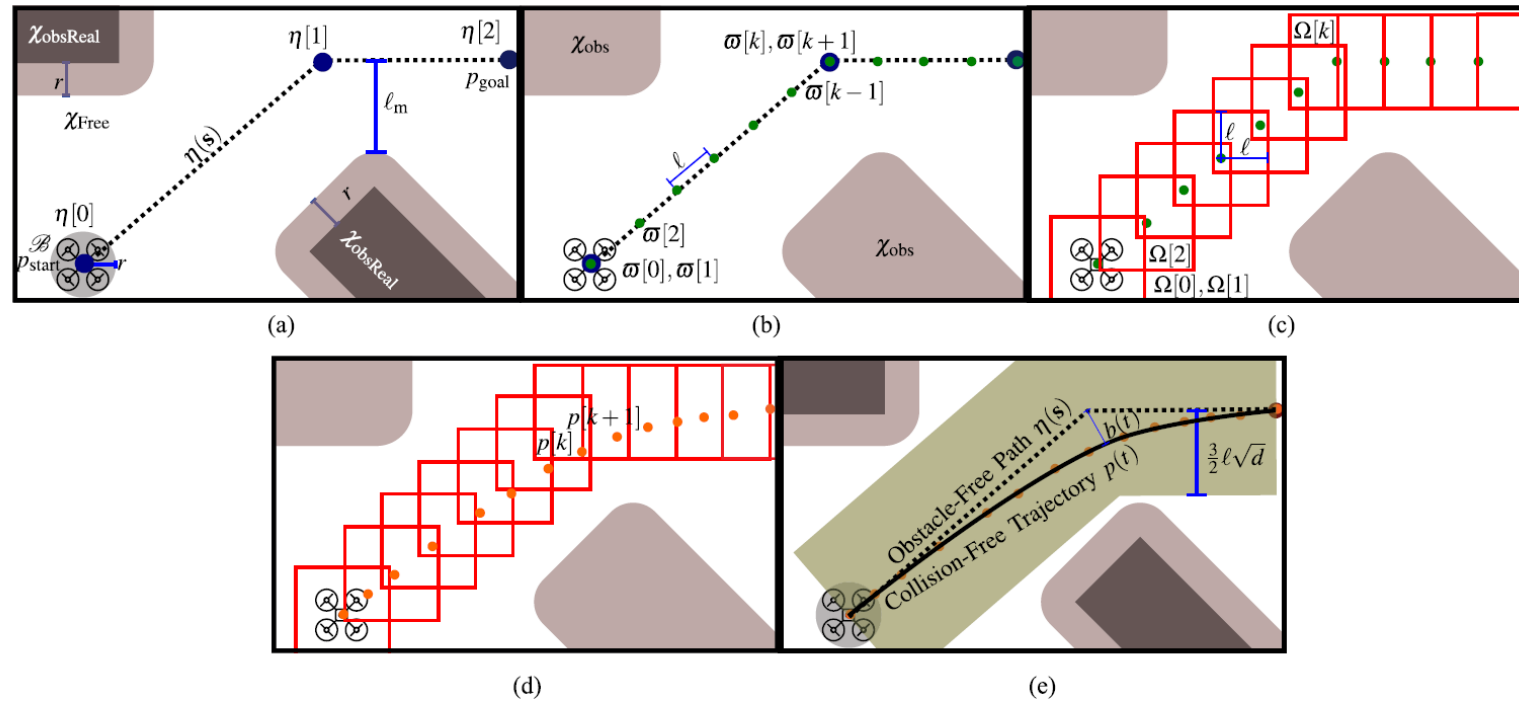 χobsReal
η[1]
η[2]
r
pgoal
ℓm
χFree
η(s)
r
η[0]
ℬ
pstart
r
χobsReal
(a)
χobs
ϖ[k], ϖ[k+1]
ϖ[k−1]
ℓ
ϖ[2]
χobs
ϖ[0], ϖ[1]
(b)
Ω[k]
ℓ
ℓ
Ω[2]
Ω[0], Ω[1]
(c)
p[k+1]
p[k]
(d)
Obstacle-Free Path η(s)
b(t)
3/2 ℓ√d
Collision-Free Trajectory p(t)
(e)